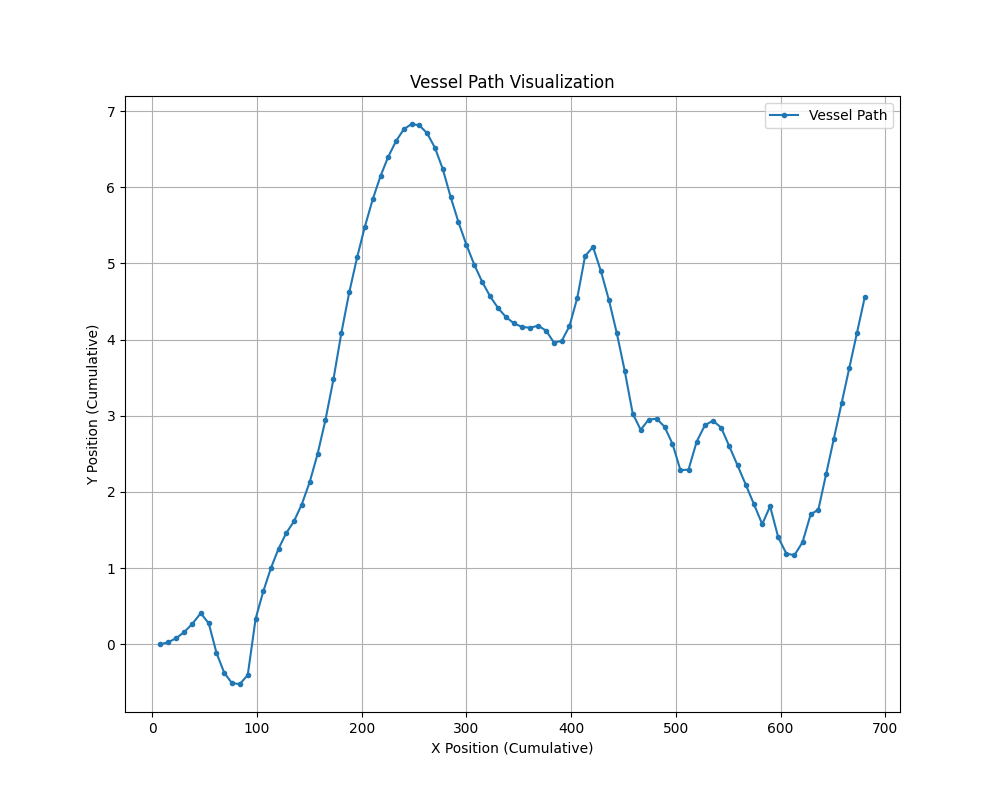 Vessel Path Visualization
Vessel Path
7
6
5
4
3
2
1
0
Y Position (Cumulative)
0 100 200 300 400 500 600 700
X Position (Cumulative)